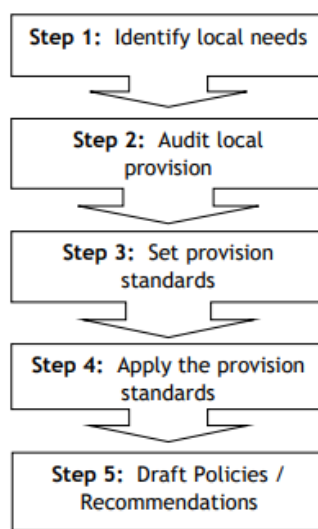 Step 1: Identify local needs
Step 2: Audit local
provision
Step 3: Set provision
standards
Step 4: Apply the provision
standards
Step 5: Draft Policies /
Recommendations